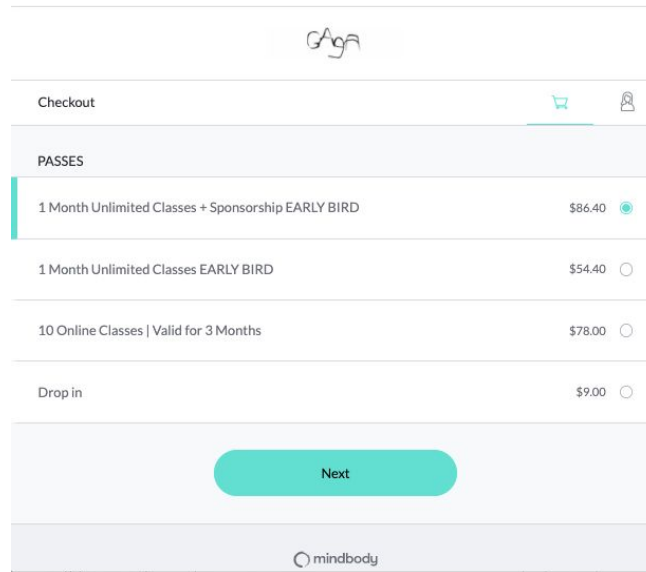 GAgA
Checkout
PASSES
1 Month Unlimited Classes + Sponsorship EARLY BIRD $86.40
1 Month Unlimited Classes EARLY BIRD $54.40
10 Online Classes | Valid for 3 Months $78.00
Drop in $9.00
Next
mindbody